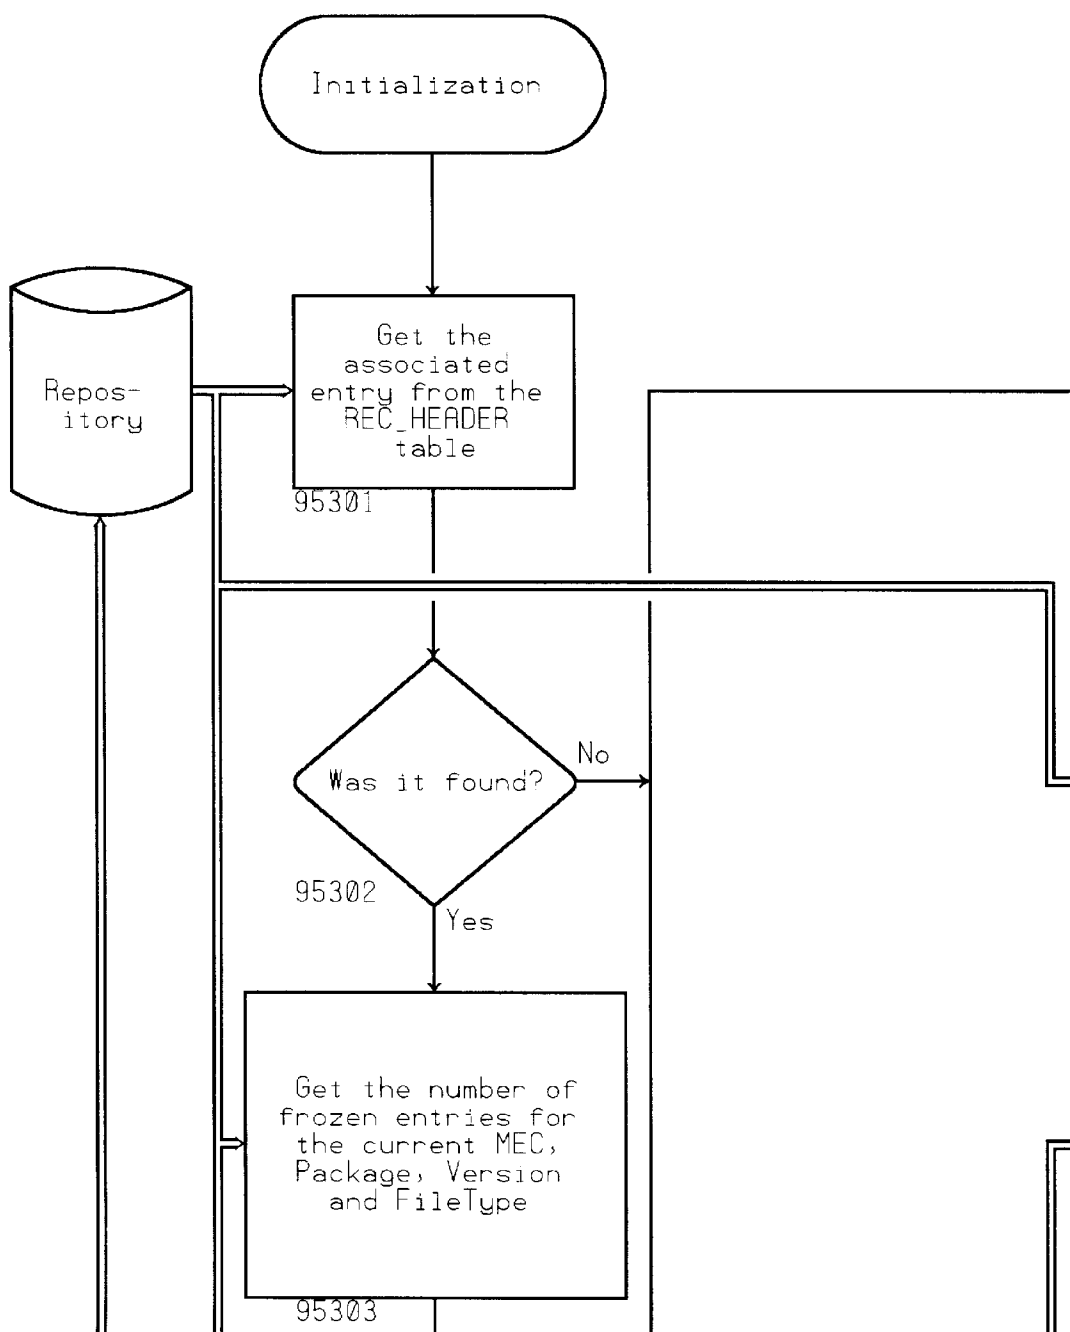 Initialization
Get the
associated
entry from the
REC_HEADER
table
Repos-
itory
95301
No
Was it found?
95302
Yes
Get the number of
frozen entries for
the current MEC,
Package, Version
and FileType
95303